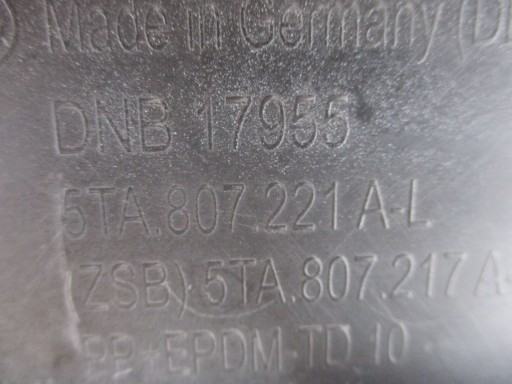 Made in Germany (D
DNB 17955
5TA.807.221 A-L
(ZSB) 5TA.807.217 A-
PP+EPDM-TD 10